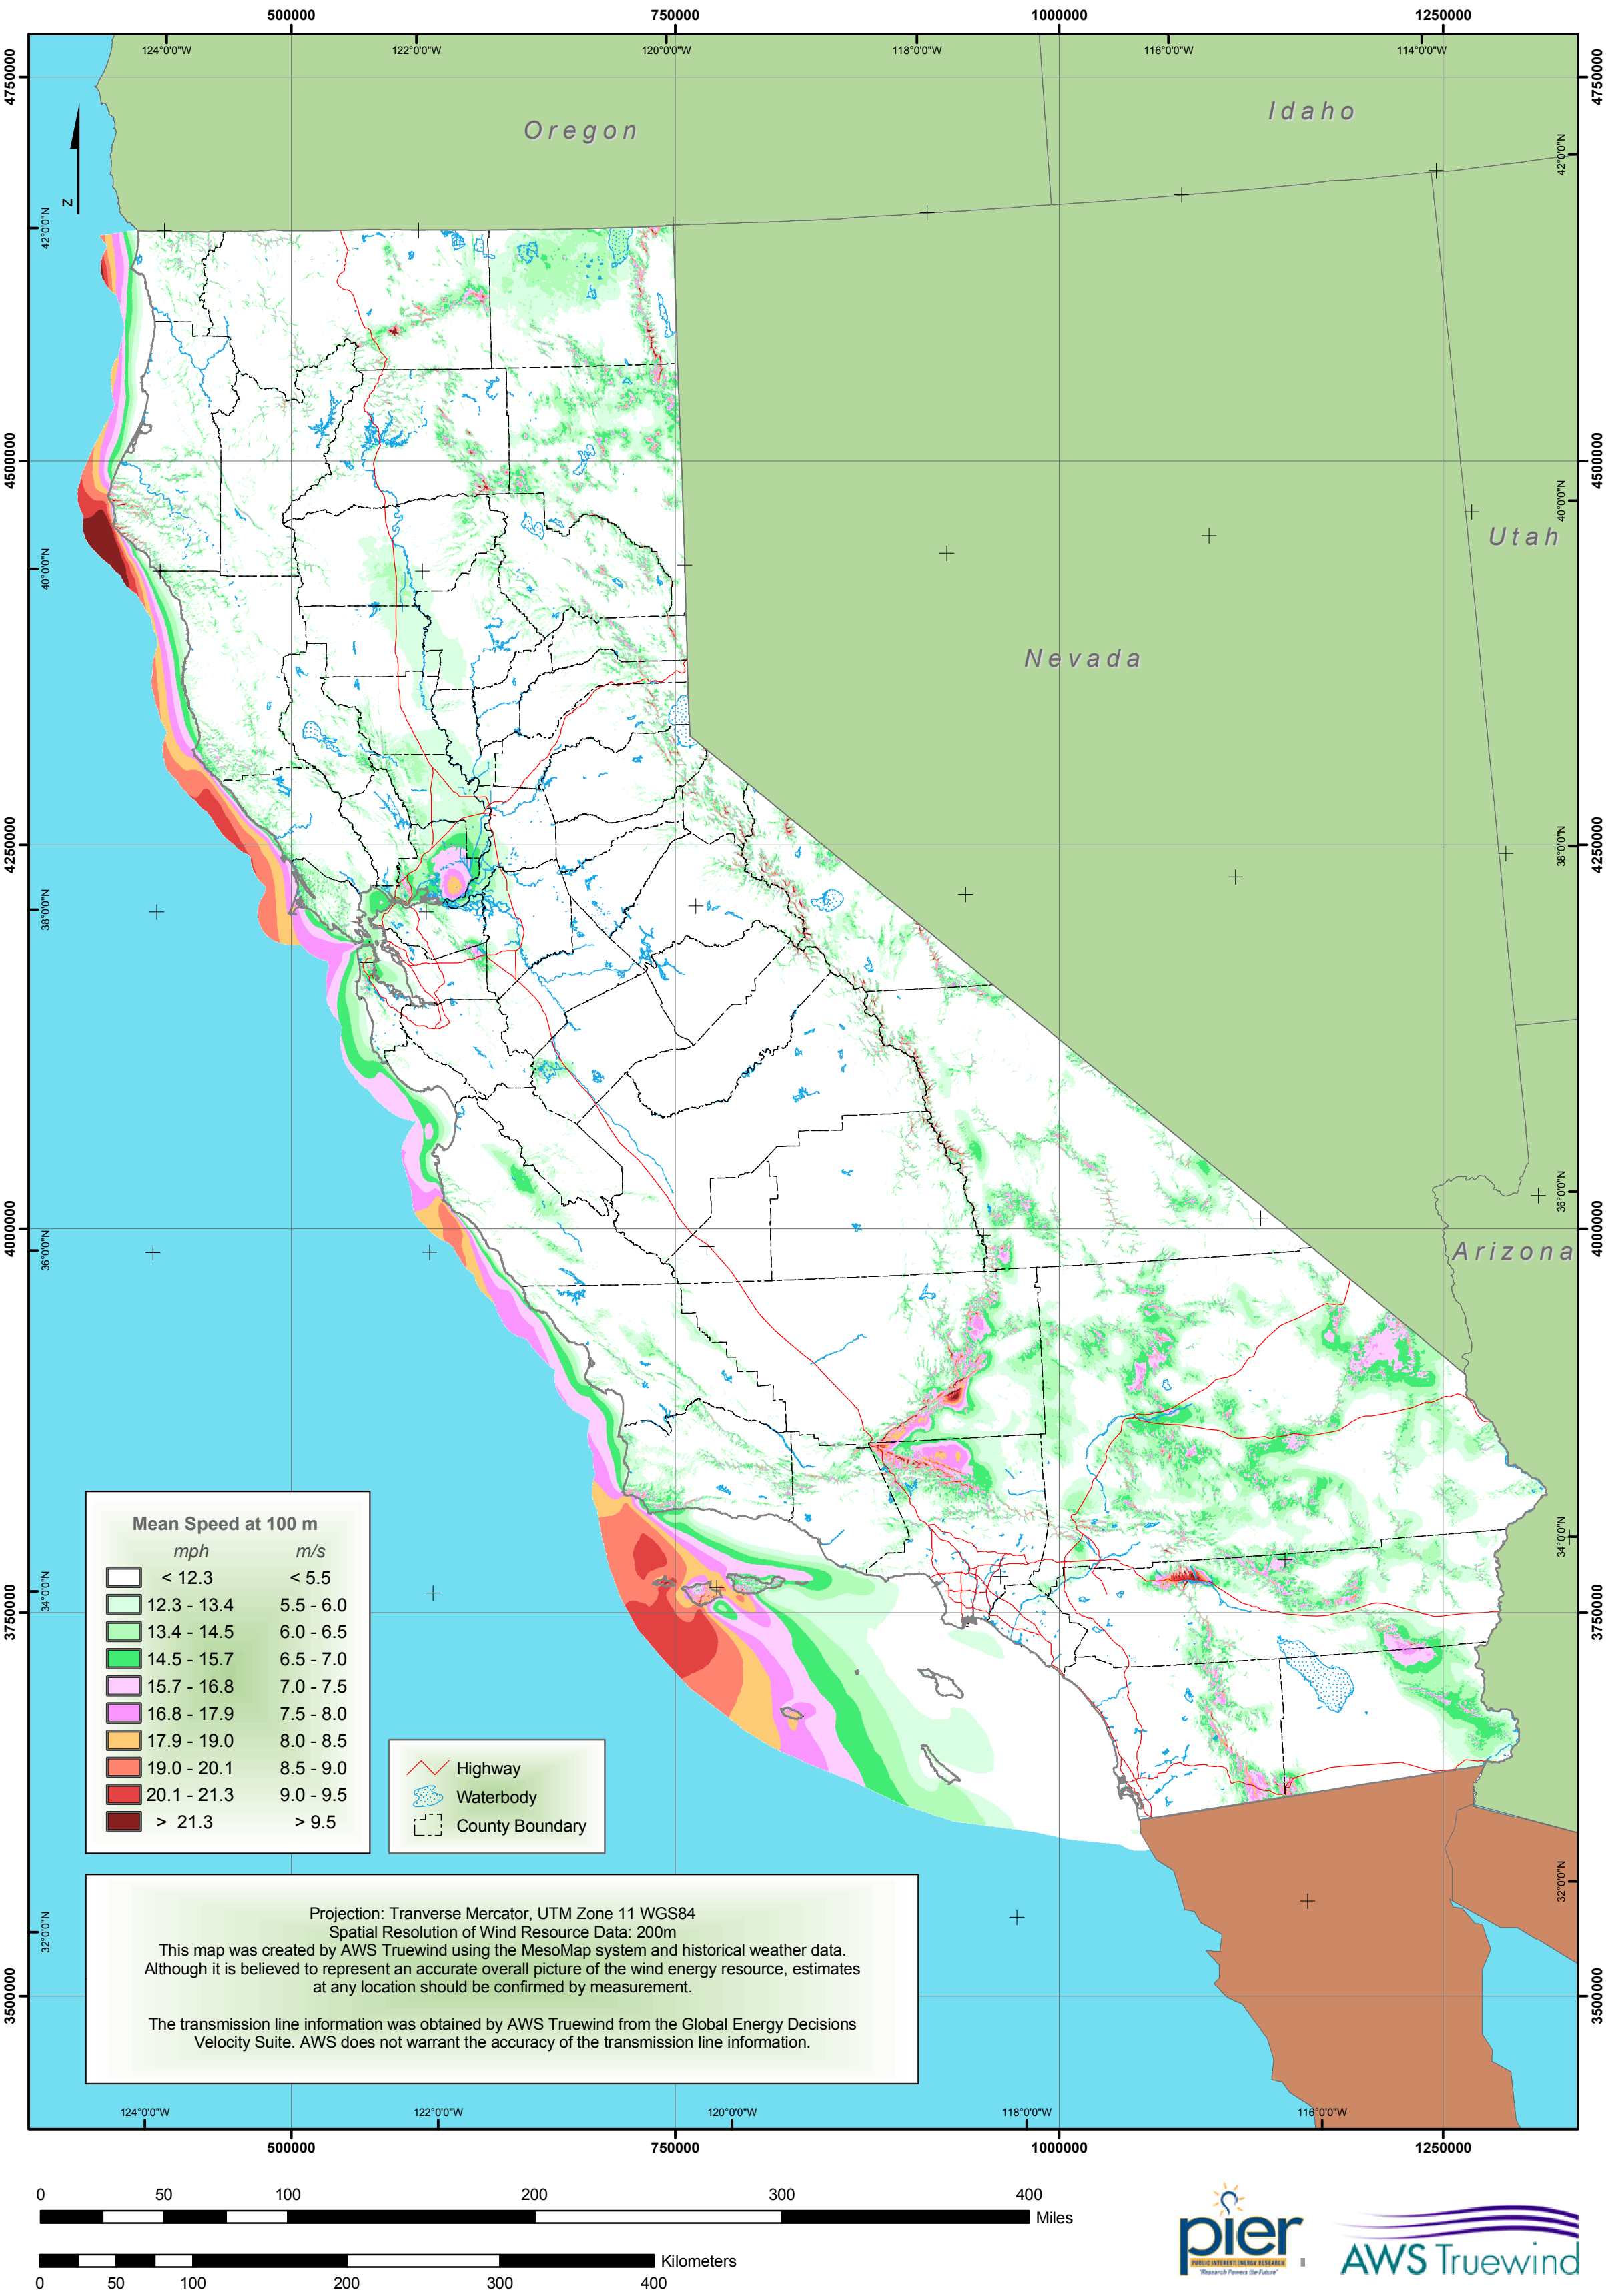 500000 750000 1000000 1250000
124°0'0"W 122°0'0"W 120°0'0"W 118°0'0"W 116°0'0"W 114°0'0"W
4750000 4750000
Idaho
Oregon
42°0'0"N
N
42°0'0"N
4500000 4500000
40°0'0"N
Utah
40°0'0"N
Nevada
4250000 4250000
38°0'0"N
38°0'0"N
36°0'0"N
4000000 4000000
36°0'0"N
Arizona
Mean Speed at 100 m
mph m/s
< 12.3 < 5.5
12.3 - 13.4 5.5 - 6.0
13.4 - 14.5 6.0 - 6.5
14.5 - 15.7 6.5 - 7.0
15.7 - 16.8 7.0 - 7.5
16.8 - 17.9 7.5 - 8.0
17.9 - 19.0 8.0 - 8.5
19.0 - 20.1 8.5 - 9.0
20.1 - 21.3 9.0 - 9.5
> 21.3 > 9.5
34°0'0"N
34°0'0"N
3750000 3750000
Highway
Waterbody
County Boundary
32°0'0"N
32°0'0"N
3500000 3500000
Projection: Tranverse Mercator, UTM Zone 11 WGS84
Spatial Resolution of Wind Resource Data: 200m
This map was created by AWS Truewind using the MesoMap system and historical weather data.
Although it is believed to represent an accurate overall picture of the wind energy resource, estimates
at any location should be confirmed by measurement.
The transmission line information was obtained by AWS Truewind from the Global Energy Decisions
Velocity Suite. AWS does not warrant the accuracy of the transmission line information.
124°0'0"W 122°0'0"W 120°0'0"W 118°0'0"W 116°0'0"W
500000 750000 1000000 1250000
0 50 100 200 300 400
Miles
Kilometers
0 50 100 200 300 400
pier
PUBLIC INTEREST ENERGY RESEARCH
"Research Powers the Future"
AWS Truewind